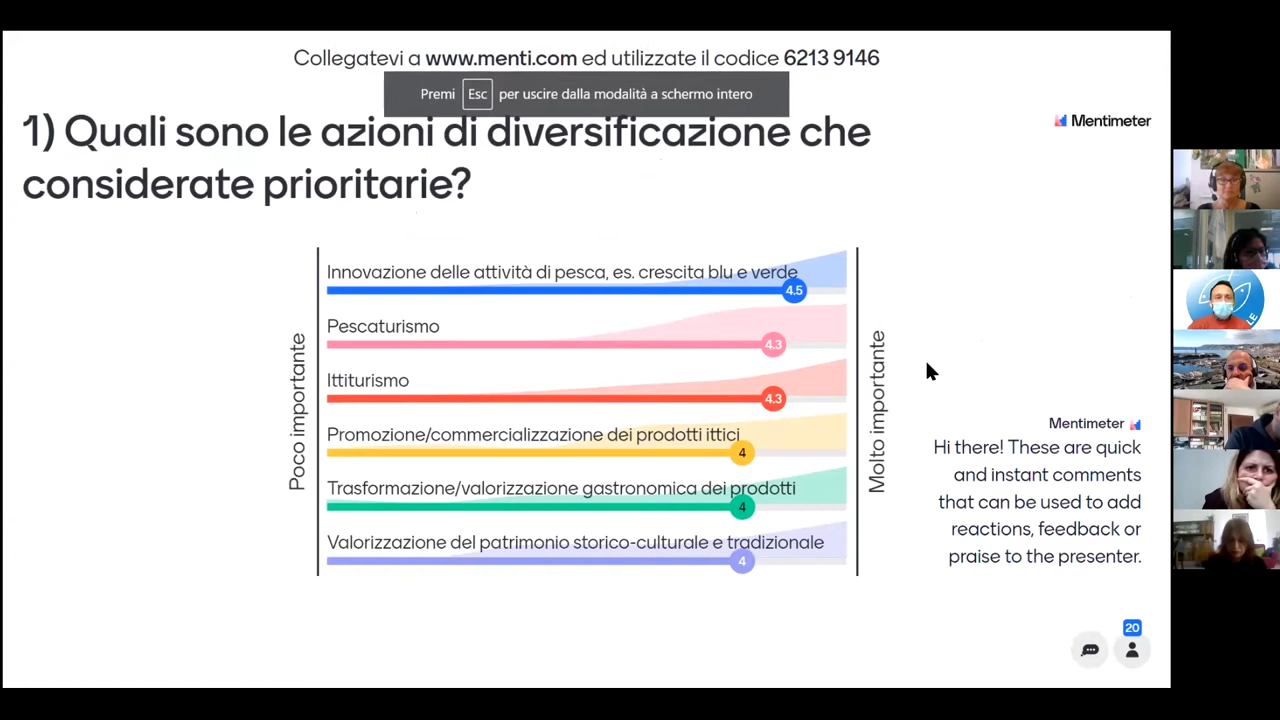 Collegatevi a www.menti.com ed utilizzate il codice 6213 9146
Premi Esc per uscire dalla modalità a schermo intero
1) Quali sono le azioni di diversificazione che
considerate prioritarie?
Mentimeter
Poco importante
Innovazione delle attività di pesca, es. crescita blu e verde
4.5
Pescaturismo
4.3
Ittiturismo
4.3
Promozione/commercializzazione dei prodotti ittici
4
Trasformazione/valorizzazione gastronomica dei prodotti
4
Valorizzazione del patrimonio storico-culturale e tradizionale
4
Molto importante
Mentimeter
Hi there! These are quick
and instant comments
that can be used to add
reactions, feedback or
praise to the presenter.
20